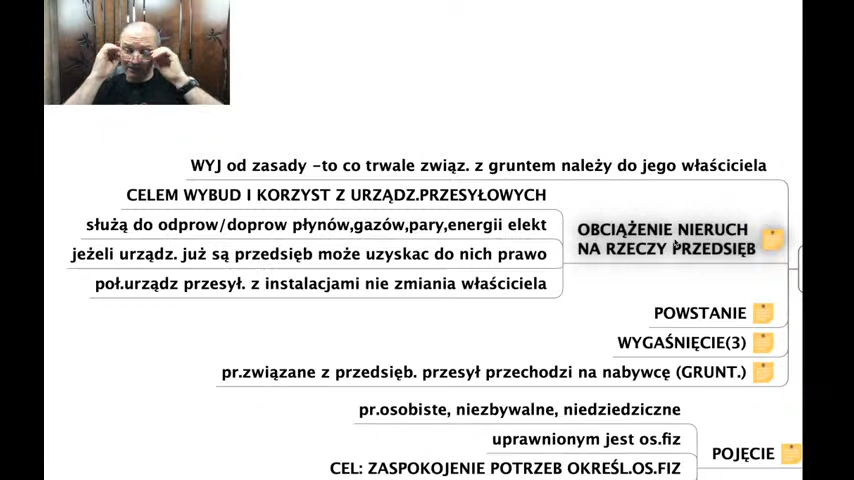 WYJ od zasady -to co trwale związ. z gruntem należy do jego właściciela
CELEM WYBUD I KORZYST Z URZĄDZ.PRZESYŁOWYCH
służą do odprow/doprow płynów,gazów,pary,energii elekt
jeżeli urządz. już są przedsięb może uzyskac do nich prawo
poł.urządz przesył. z instalacjami nie zmiania właściciela
OBCIĄŻENIE NIERUCH
NA RZECZY PRZEDSIĘB
POWSTANIE
WYGAŚNIĘCIE(3)
pr.związane z przedsięb. przesył przechodzi na nabywcę (GRUNT.)
pr.osobiste, niezbywalne, niedziedziczne
uprawnionym jest os.fiz
CEL: ZASPOKOJENIE POTRZEB OKREŚL.OS.FIZ
POJĘCIE